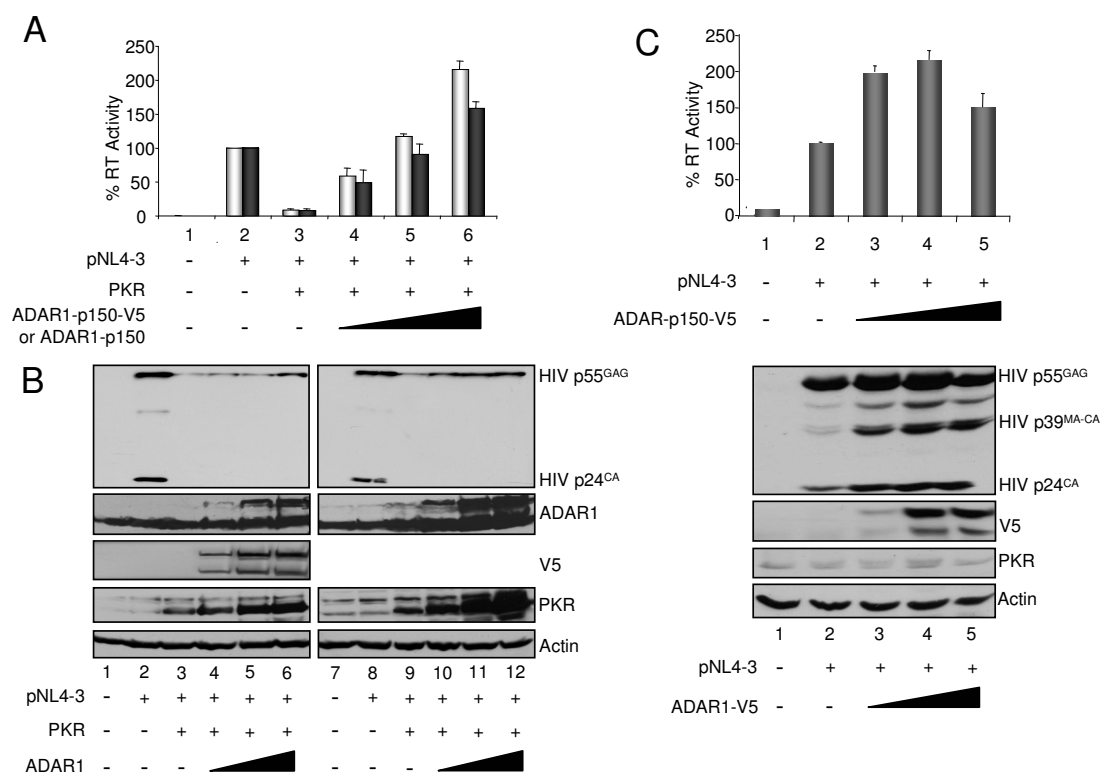 A
% RT Activity
250
200
150
100
50
0
1 2 3 4 5 6
pNL4-3 - + + + + +
PKR - - + + + +
ADAR1-p150-V5
or ADAR1-p150 - - -
C
% RT Activity
250
200
150
100
50
0
1 2 3 4 5
pNL4-3 - + + + +
ADAR-p150-V5 - -
B
HIV p55GAG
HIV p24CA
ADAR1
V5
PKR
Actin
1 2 3 4 5 6 7 8 9 10 11 12
pNL4-3 - + + + + + - + + + + +
PKR - - + + + + - - + + + +
ADAR1 - - - - - -
HIV p55GAG
HIV p39MA-CA
HIV p24CA
V5
PKR
Actin
1 2 3 4 5
pNL4-3 - + + + +
ADAR1-V5 - -